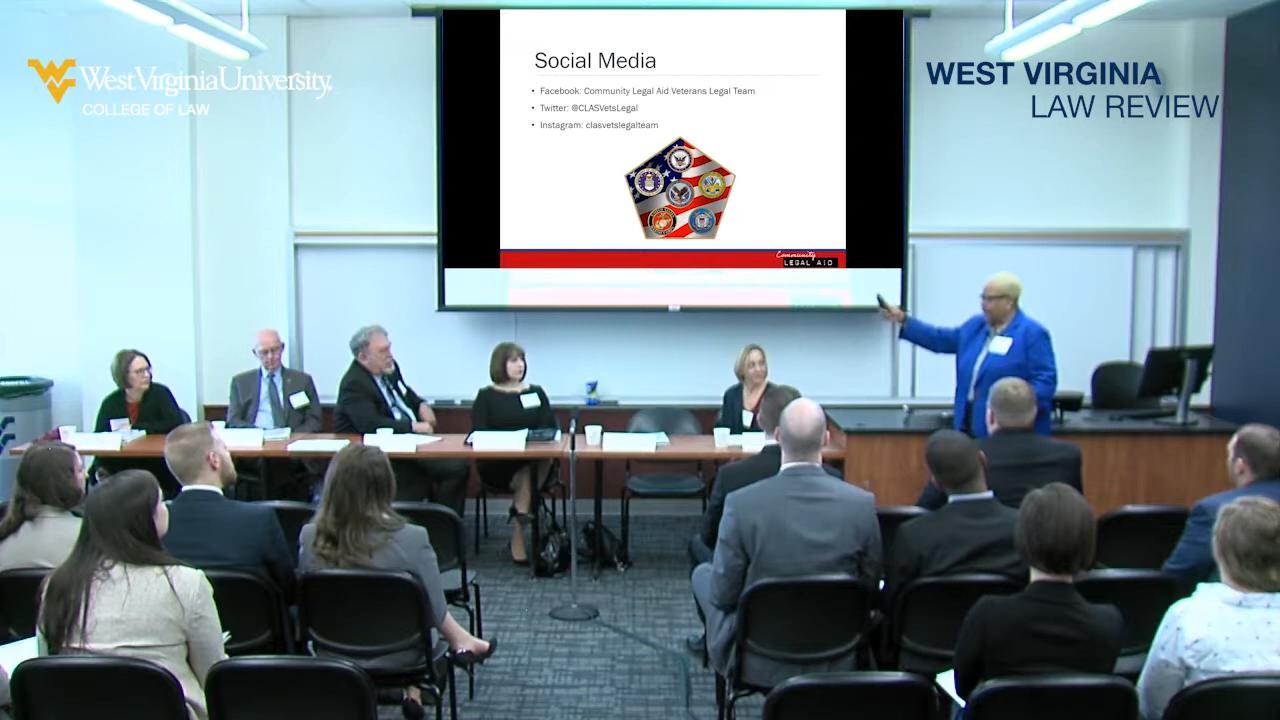 West Virginia University.
COLLEGE OF LAW
WEST VIRGINIA
LAW REVIEW
Social Media
• Facebook: Community Legal Aid Veterans Legal Team
• Twitter: @CLASVetsLegal
• Instagram: clasvetslegalteam
Community
LEGAL AID